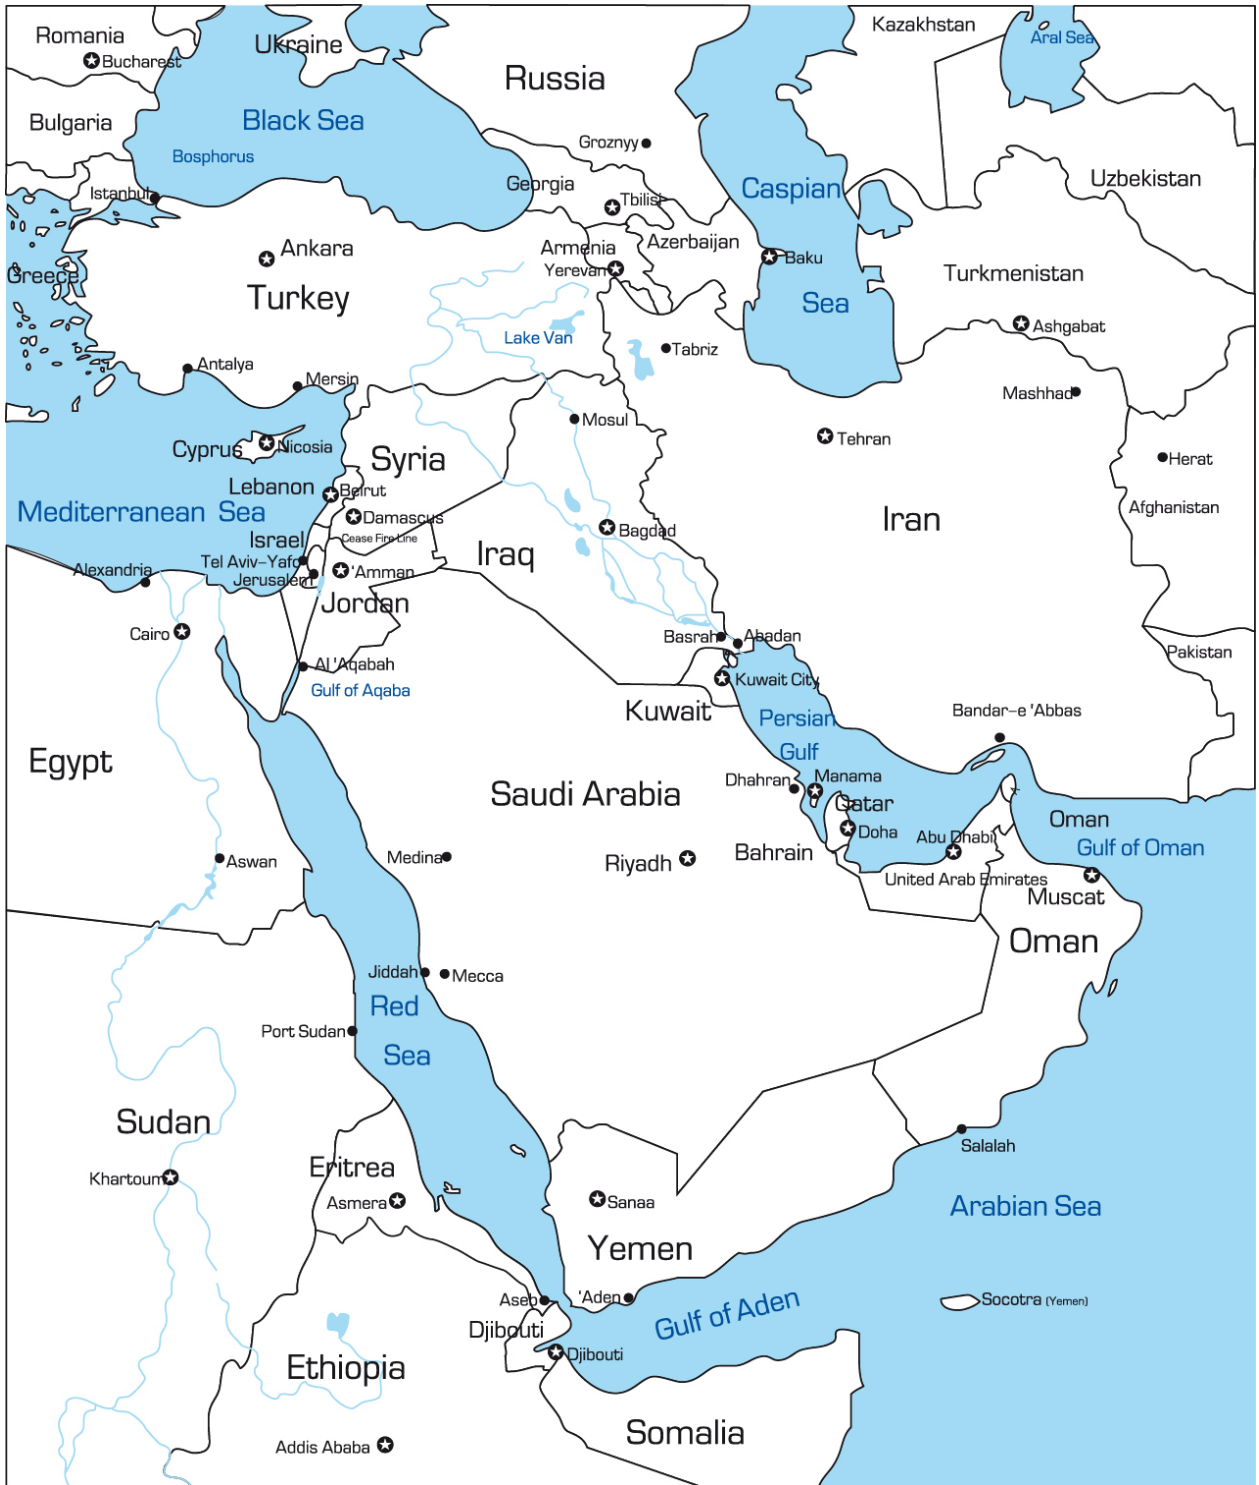 Romania
Bucharest
Ukraine
Kazakhstan
Aral Sea
Russia
Bulgaria
Black Sea
Bosphorus
Groznyy
Istanbul
Georgia
Tbilisi
Caspian
Sea
Uzbekistan
Greece
Ankara
Turkey
Armenia
Yerevan
Azerbaijan
Baku
Turkmenistan
Ashgabat
Lake Van
Tabriz
Antalya
Mersin
Mashhad
Mosul
Tehran
Cyprus
Nicosia
Syria
Herat
Lebanon
Beirut
Mediterranean Sea
Damascus
Cease Fire Line
Iran
Afghanistan
Bagdad
Israel
Iraq
Tel Aviv-Yafo
Jerusalem
Alexandria
'Amman
Jordan
Cairo
Basrah
Abadan
Al 'Aqabah
Gulf of Aqaba
Kuwait City
Kuwait
Pakistan
Persian
Gulf
Bandar-e 'Abbas
Egypt
Saudi Arabia
Dhahran
Manama
Qatar
Doha
Abu Dhabi
Oman
Gulf of Oman
Aswan
Medina
Riyadh
Bahrain
United Arab Emirates
Muscat
Oman
Jiddah
Mecca
Red
Sea
Port Sudan
Sudan
Salalah
Eritrea
Khartoum
Asmera
Sanaa
Arabian Sea
Yemen
Aseb
'Aden
Gulf of Aden
Socotra (Yemen)
Djibouti
Djibouti
Ethiopia
Somalia
Addis Ababa